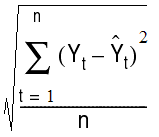 n
∑ (Yt − Ŷt)²
t = 1
n